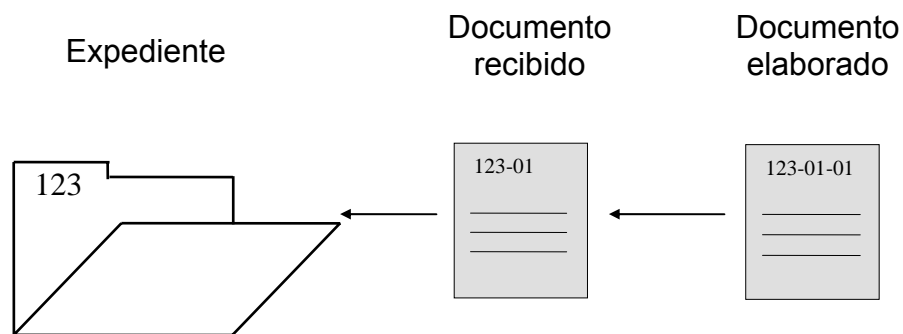 Expediente
Documento
recibido
Documento
elaborado
123
123-01
123-01-01